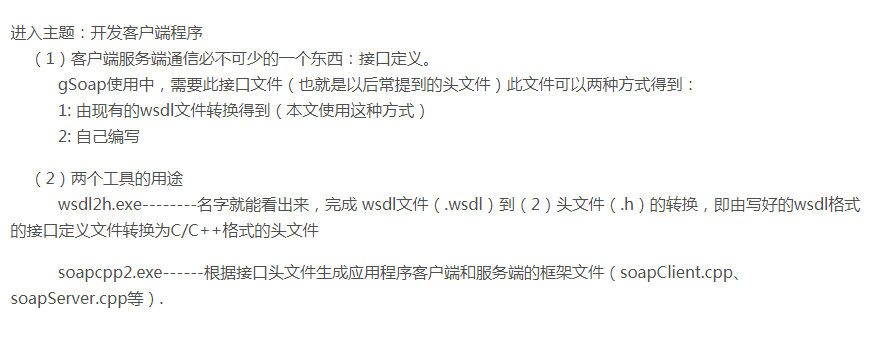 进入主题：开发客户端程序
（1）客户端服务端通信必不可少的一个东西：接口定义。
gSoap使用中，需要此接口文件（也就是以后常提到的头文件）此文件可以两种方式得到：
1: 由现有的wsdl文件转换得到（本文使用这种方式）
2: 自己编写
（2）两个工具的用途
wsdl2h.exe--------名字就能看出来，完成 wsdl文件（.wsdl）到（2）头文件（.h）的转换，即由写好的wsdl格式
的接口定义文件转换为C/C++格式的头文件
soapcpp2.exe------根据接口头文件生成应用程序客户端和服务端的框架文件（soapClient.cpp、
soapServer.cpp等）.